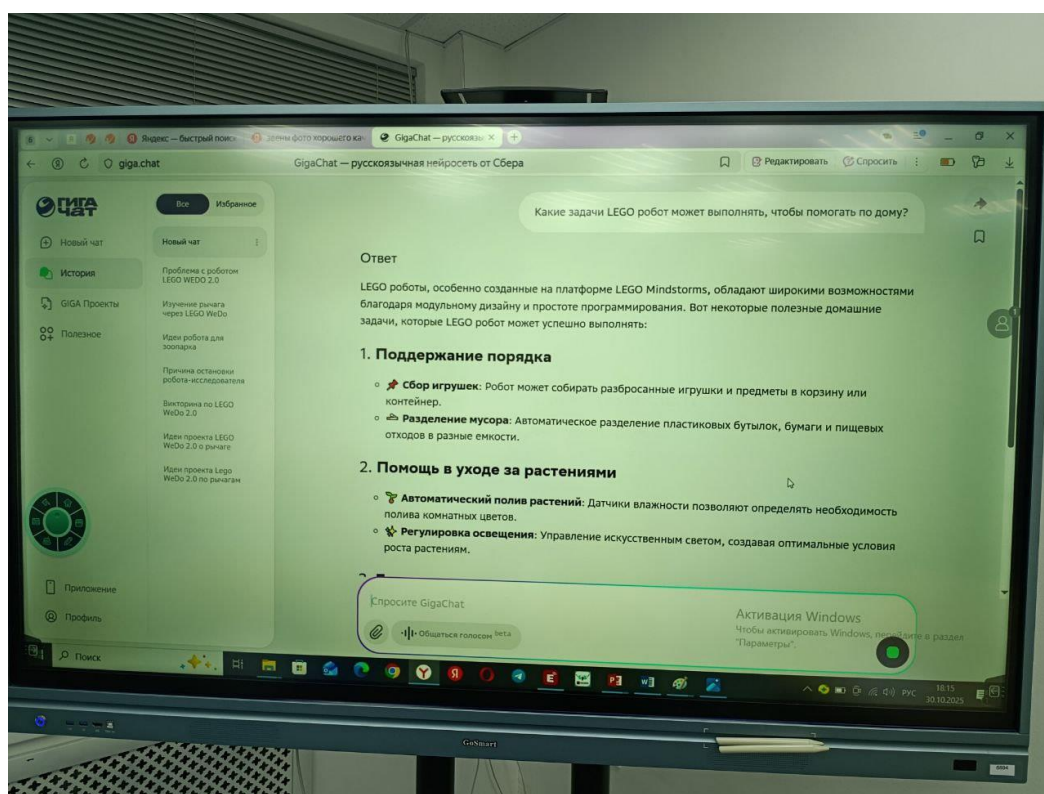 Яндекс — быстрый поиск
фото хорошего ка
GigaChat — русскоязы
giga.chat
GigaChat — русскоязычная нейросеть от Сбера
Редактировать
Спросить
ГИГА
ЧАТ
Все
Избранное
Новый чат
История
GIGA Проекты
Полезное
Новый чат
Проблема с роботом
LEGO WEDO 2.0
Изучение рычага
через LEGO WeDo
Идеи робота для
зоопарка
Причина остановки
робота-исследователя
Викторина по LEGO
WeDo 2.0
Идеи проекта LEGO
WeDo 2.0 о рычаге
Идеи проекта Lego
WeDo 2.0 по рычагам
Приложение
Профиль
Какие задачи LEGO робот может выполнять, чтобы помогать по дому?
Ответ
LEGO роботы, особенно созданные на платформе LEGO Mindstorms, обладают широкими возможностями
благодаря модульному дизайну и простоте программирования. Вот некоторые полезные домашние
задачи, которые LEGO робот может успешно выполнять:
1. Поддержание порядка
Сбор игрушек: Робот может собирать разбросанные игрушки и предметы в корзину или
контейнер.
Разделение мусора: Автоматическое разделение пластиковых бутылок, бумаги и пищевых
отходов в разные емкости.
2. Помощь в уходе за растениями
Автоматический полив растений: Датчики влажности позволяют определять необходимость
полива комнатных цветов.
Регулировка освещения: Управление искусственным светом, создавая оптимальные условия
роста растениям.
Спросите GigaChat
Общаться голосом beta
Активация Windows
Чтобы активировать Windows, перейдите в раздел
"Параметры".
Поиск
РУС
18:15
30.10.2025
GoSmart